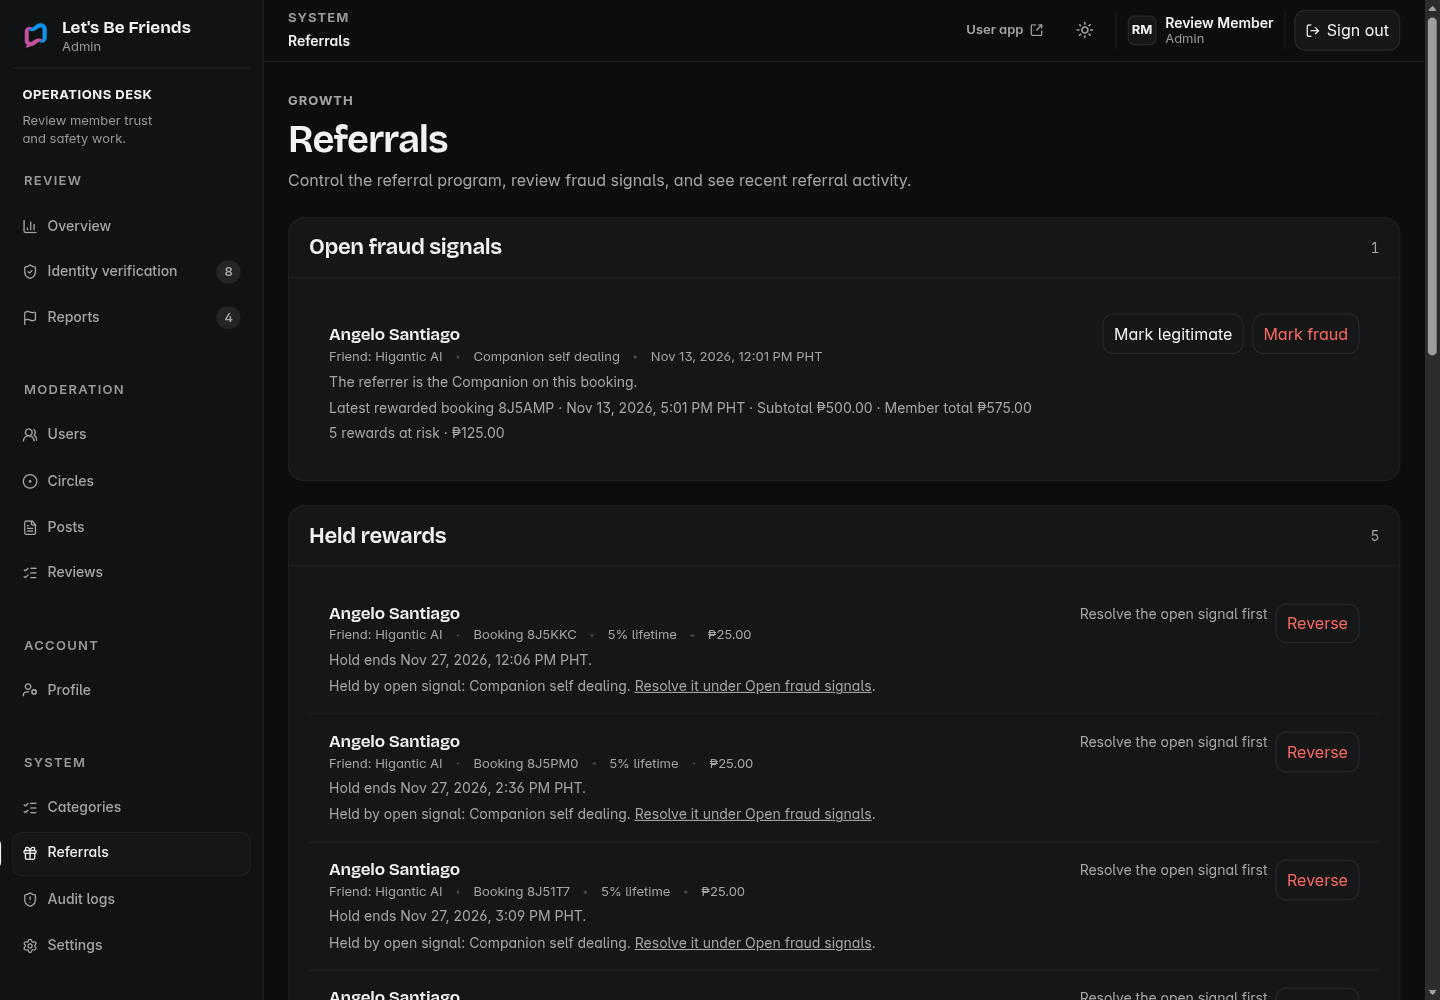 Let's Be Friends
Admin
OPERATIONS DESK
Review member trust
and safety work.
REVIEW
Overview
Identity verification 8
Reports 4
MODERATION
Users
Circles
Posts
Reviews
ACCOUNT
Profile
SYSTEM
Categories
Referrals
Audit logs
Settings
SYSTEM
Referrals
User app
RM
Review Member
Admin
Sign out
GROWTH
Referrals
Control the referral program, review fraud signals, and see recent referral activity.
Open fraud signals 1
Angelo Santiago
Friend: Higantic AI · Companion self dealing · Nov 13, 2026, 12:01 PM PHT
The referrer is the Companion on this booking.
Latest rewarded booking 8J5AMP · Nov 13, 2026, 5:01 PM PHT · Subtotal ₱500.00 · Member total ₱575.00
5 rewards at risk · ₱125.00
Mark legitimate
Mark fraud
Held rewards 5
Angelo Santiago
Friend: Higantic AI · Booking 8J5KKC · 5% lifetime · ₱25.00
Hold ends Nov 27, 2026, 12:06 PM PHT.
Held by open signal: Companion self dealing. Resolve it under Open fraud signals.
Resolve the open signal first
Reverse
Angelo Santiago
Friend: Higantic AI · Booking 8J5PM0 · 5% lifetime · ₱25.00
Hold ends Nov 27, 2026, 2:36 PM PHT.
Held by open signal: Companion self dealing. Resolve it under Open fraud signals.
Resolve the open signal first
Reverse
Angelo Santiago
Friend: Higantic AI · Booking 8J51T7 · 5% lifetime · ₱25.00
Hold ends Nov 27, 2026, 3:09 PM PHT.
Held by open signal: Companion self dealing. Resolve it under Open fraud signals.
Resolve the open signal first
Reverse
Angelo Santiago
Resolve the open signal first